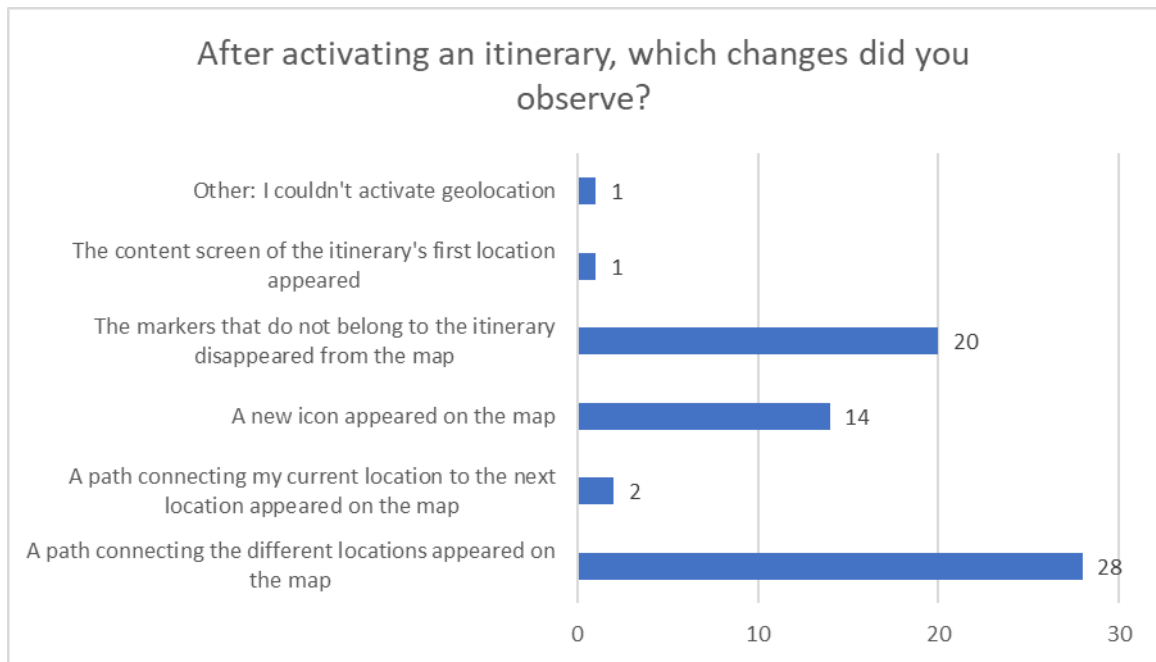 After activating an itinerary, which changes did you
observe?
Other: I couldn't activate geolocation
1
The content screen of the itinerary's first location
appeared
1
The markers that do not belong to the itinerary
disappeared from the map
20
A new icon appeared on the map
14
A path connecting my current location to the next
location appeared on the map
2
A path connecting the different locations appeared on
the map
28
0 10 20 30